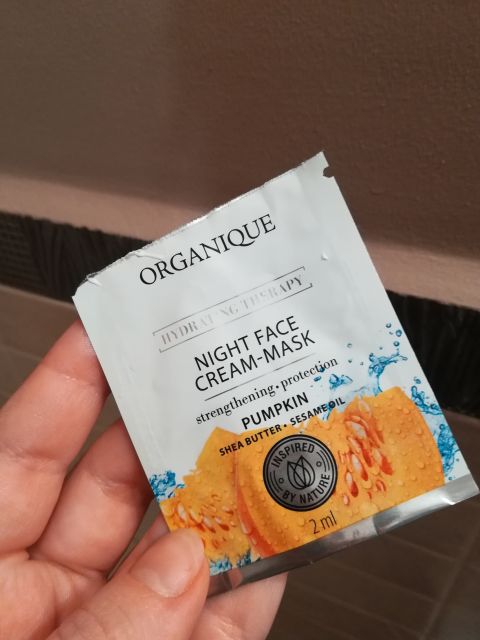 ORGANIQUE
HYDRATING THERAPY
NIGHT FACE
CREAM-MASK
strengthening • protection
PUMPKIN
SHEA BUTTER • SESAME OIL
INSPIRED
BY NATURE
2 ml